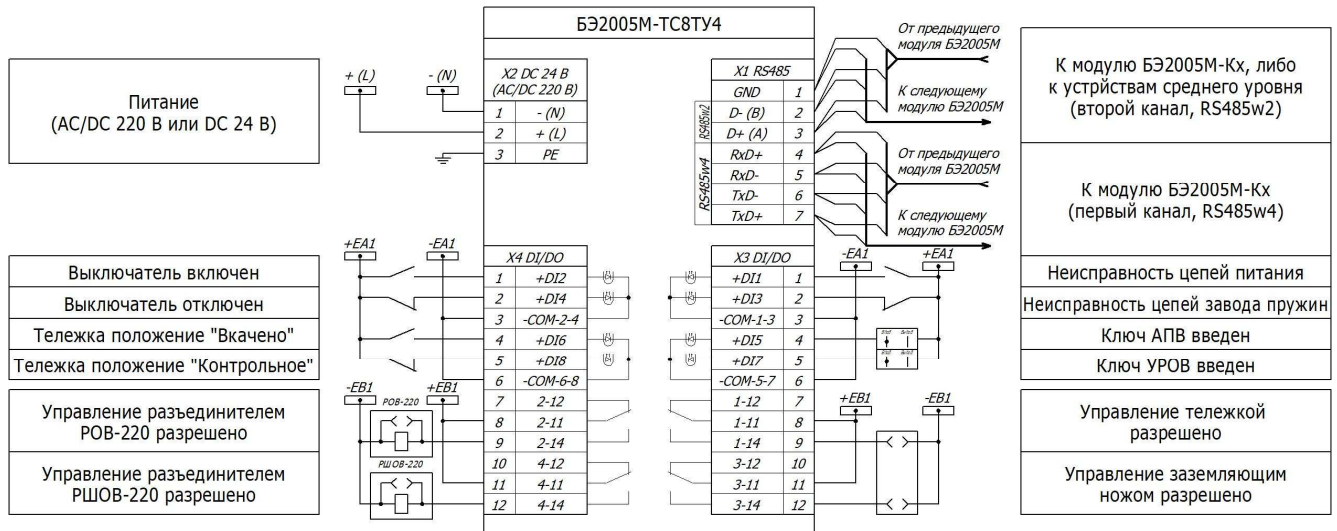 БЭ2005М-ТС8ТУ4
Питание
(AC/DC 220 В или DC 24 В)
+ (L)
- (N)
X2 DC 24 В
(AC/DC 220 В)
1 - (N)
2 + (L)
3 PE
X1 RS485
GND 1
D- (B) 2
D+ (A) 3
RxD+ 4
RxD- 5
TxD- 6
TxD+ 7
RS485w2
RS485w4
От предыдущего
модуля БЭ2005М
К следующему
модулю БЭ2005М
От предыдущего
модуля БЭ2005М
К следующему
модулю БЭ2005М
К модулю БЭ2005М-Кх, либо
к устрйствам среднего уровня
(второй канал, RS485w2)
К модулю БЭ2005М-Кх
(первый канал, RS485w4)
+EA1
-EA1
Выключатель включен
Выключатель отключен
Тележка положение "Вкачено"
Тележка положение "Контрольное"
X4 DI/DO
1 +DI2
2 +DI4
3 -COM-2-4
4 +DI6
5 +DI8
6 -COM-6-8
7 2-12
8 2-11
9 2-14
10 4-12
11 4-11
12 4-14
X3 DI/DO
+DI1 1
+DI3 2
-COM-1-3 3
+DI5 4
+DI7 5
-COM-5-7 6
1-12 7
1-11 8
1-14 9
3-12 10
3-11 11
3-14 12
-EA1
+EA1
Неисправность цепей питания
Неисправность цепей завода пружин
Ключ АПВ введен
Ключ УРОВ введен
-EB1
+EB1
РОВ-220
РШОВ-220
Управление разъединителем
РОВ-220 разрешено
Управление разъединителем
РШОВ-220 разрешено
+EB1
-EB1
Управление тележкой
разрешено
Управление заземляющим
ножом разрешено